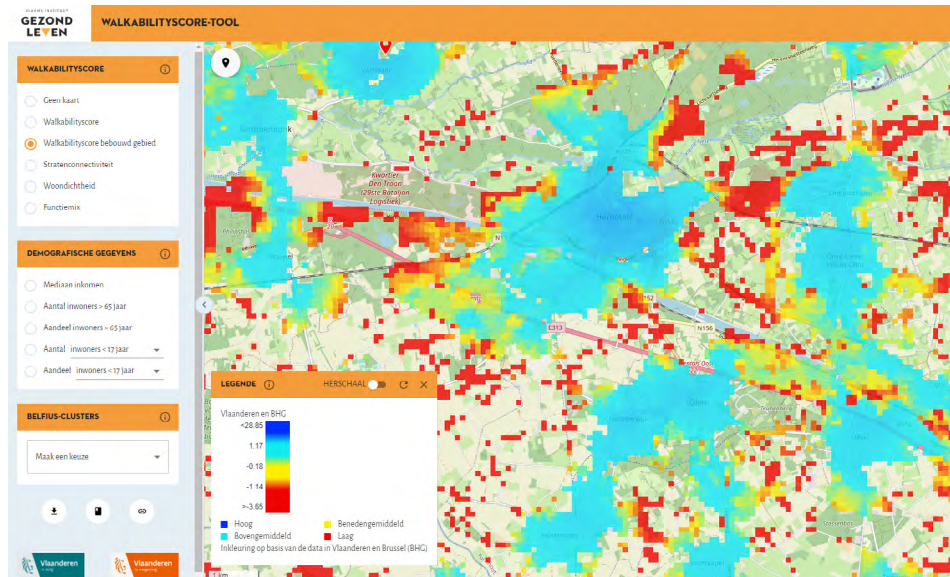 VLAAMS INSTITUUT
GEZOND
LEVEN
WALKABILITYSCORE-TOOL
WALKABILITYSCORE
Geen kaart
Walkabilityscore
Walkabilityscore bebouwd gebied
Stratenconnectiviteit
Woondichtheid
Functiemix
DEMOGRAFISCHE GEGEVENS
Mediaan inkomen
Aantal inwoners > 65 jaar
Aandeel inwoners > 65 jaar
Aantal inwoners < 17 jaar
Aandeel inwoners < 17 jaar
BELFIUS-CLUSTERS
Maak een keuze
Vlaanderen
Vlaanderen
Kwartier
Den Troon
(29ste Bataljon
Logistiek)
Herentals
E313
N152
N156
Olen
LEGENDE
HERSCHAAL
Vlaanderen en BHG
<28.85
1.17
-0.18
-1.14
>-3.65
Hoog
Benedengemiddeld
Bovengemiddeld
Laag
Inkleuring op basis van de data in Vlaanderen en Brussel (BHG)
1 km